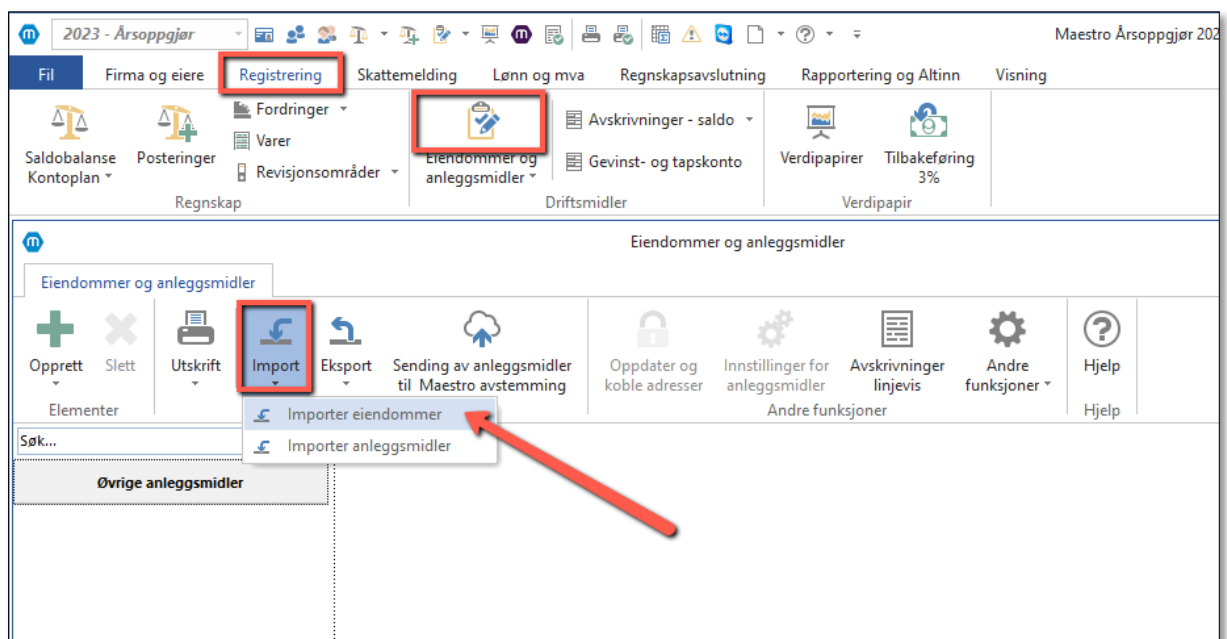 2023 - Årsoppgjør
Maestro Årsoppgjør 202
Fil Firma og eiere Registrering Skattemelding Lønn og mva Regnskapsavslutning Rapportering og Altinn Visning
Saldobalanse
Kontoplan
Posteringer
Fordringer
Varer
Revisjonsområder
Regnskap
Eiendommer og
anleggsmidler
Avskrivninger - saldo
Gevinst- og tapskonto
Driftsmidler
Verdipapirer
Tilbakeføring
3%
Verdipapir
Eiendommer og anleggsmidler
Eiendommer og anleggsmidler
Opprett
Slett
Elementer
Utskrift
Import
Eksport
Sending av anleggsmidler
til Maestro avstemming
Oppdater og
koble adresser
Innstillinger for
anleggsmidler
Avskrivninger
linjevis
Andre
funksjoner
Andre funksjoner
Hjelp
Hjelp
Importer eiendommer
Importer anleggsmidler
Søk...
Øvrige anleggsmidler